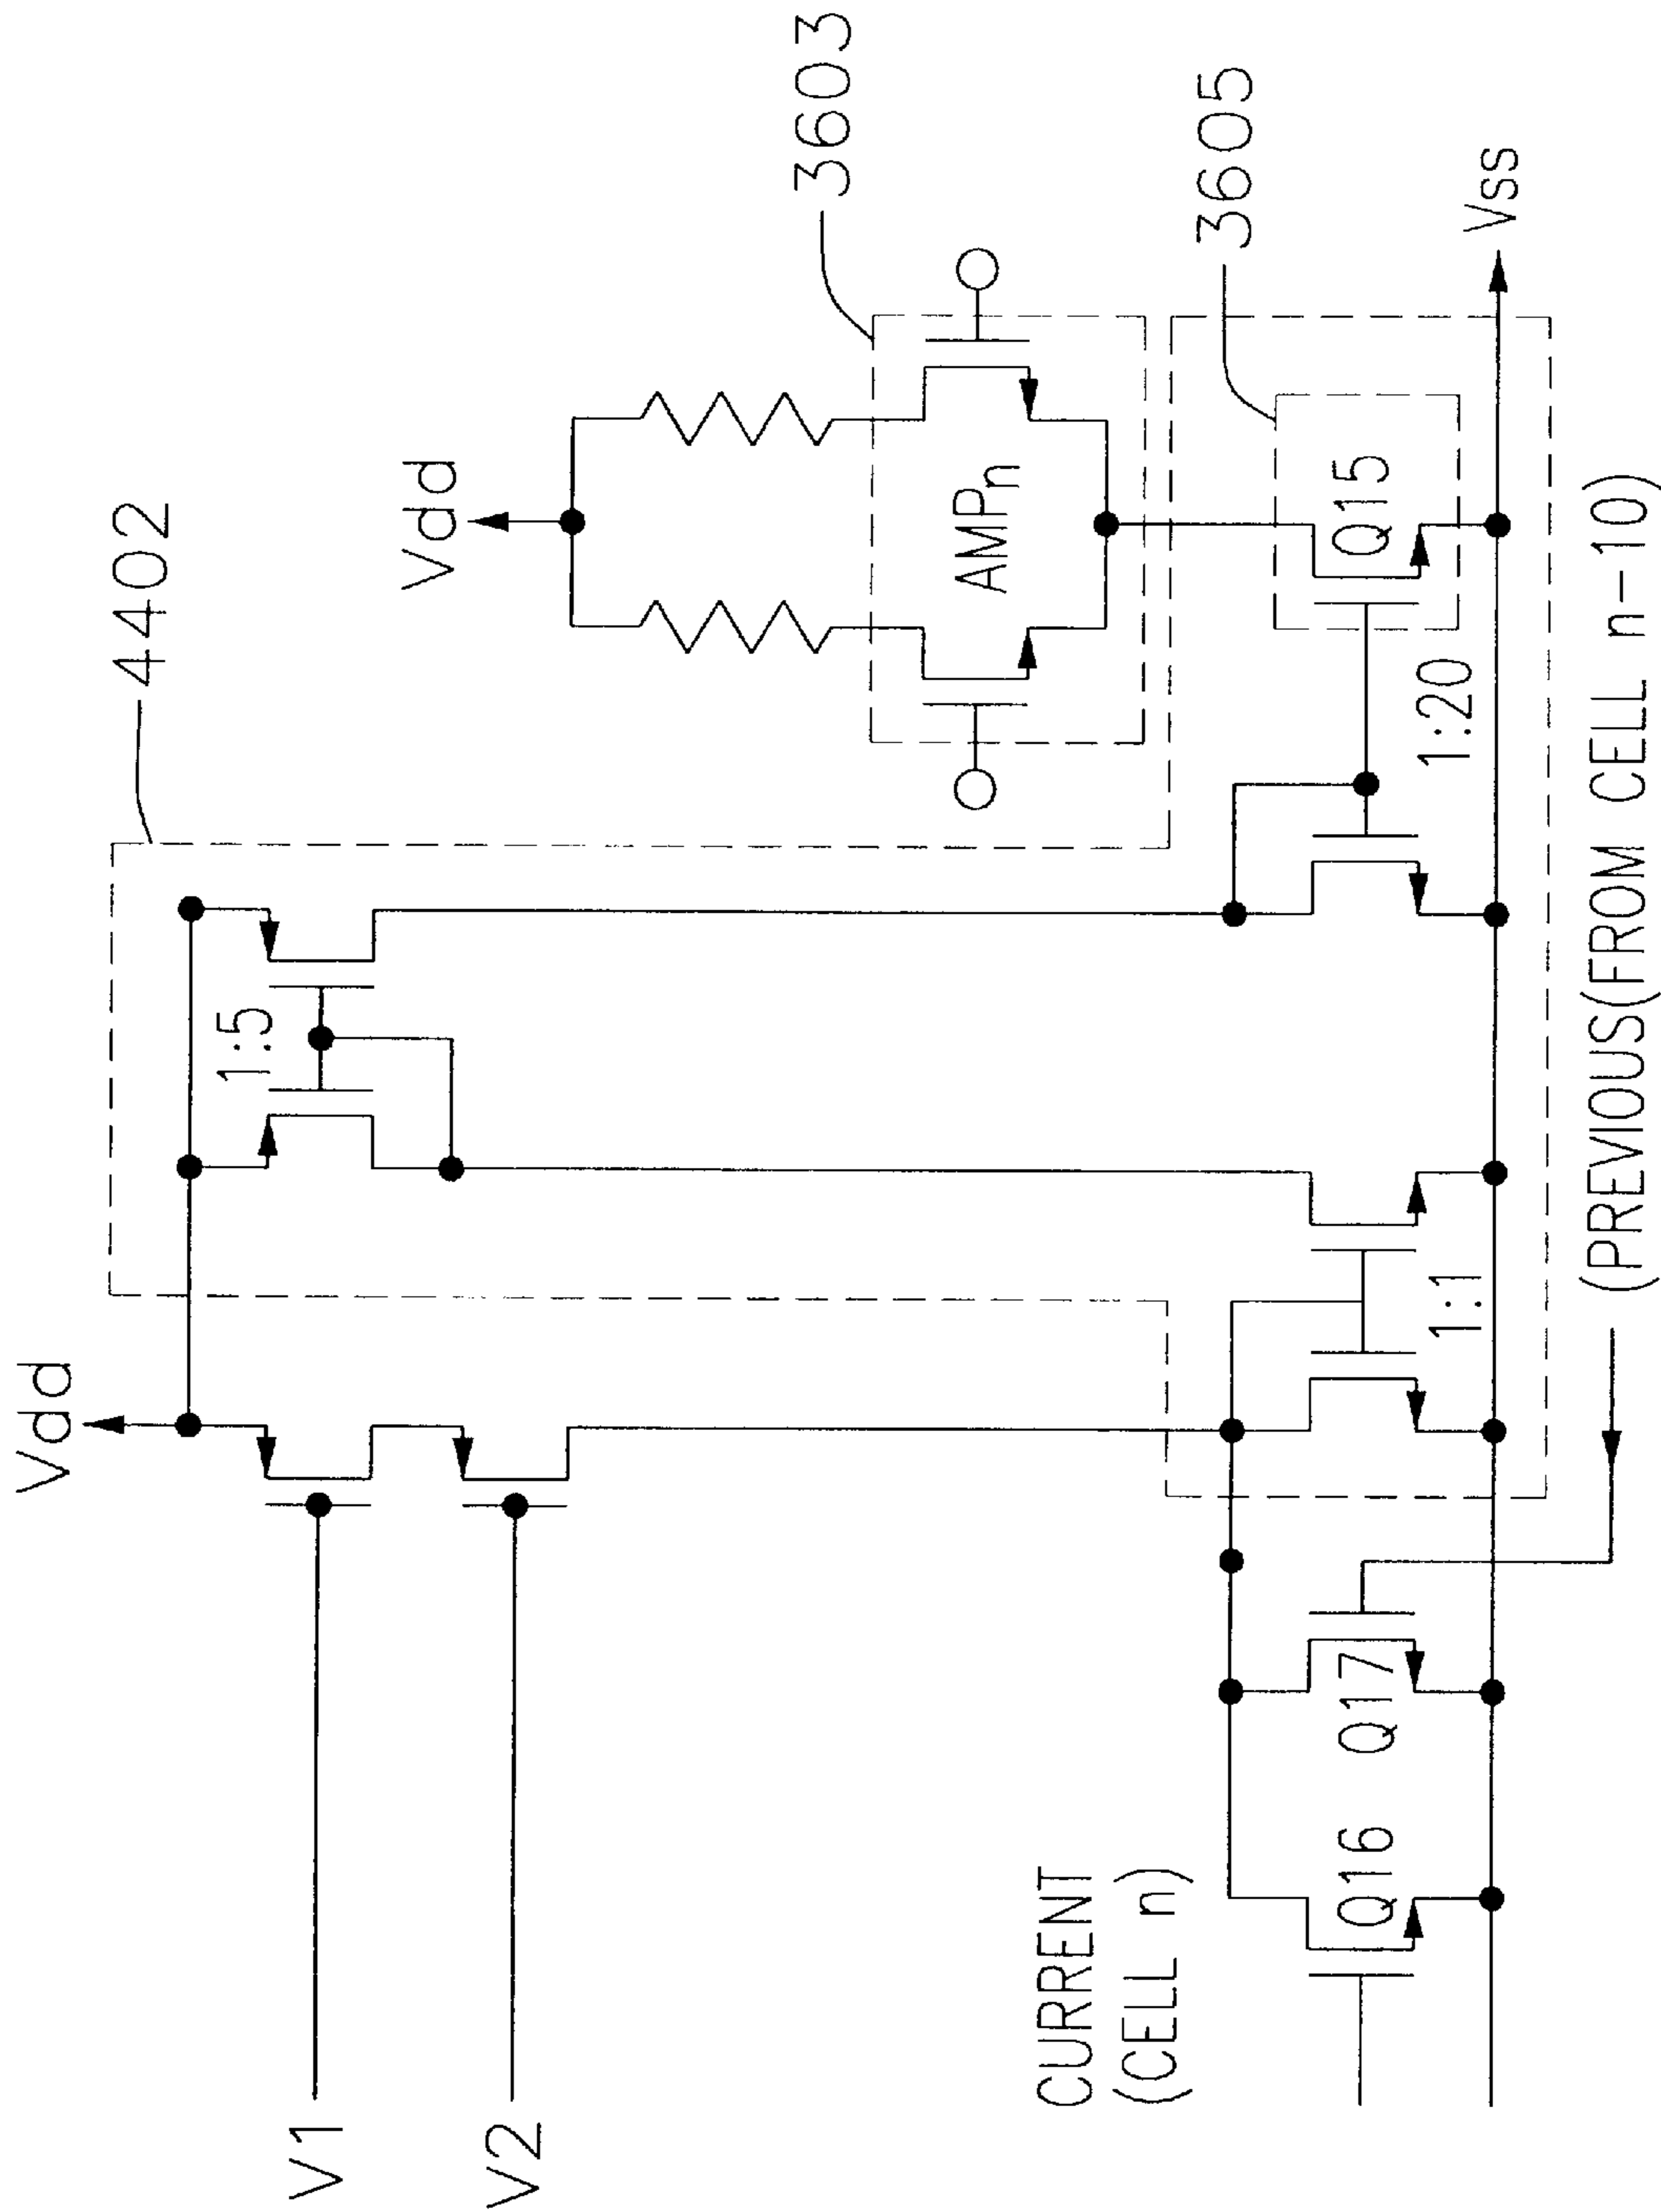 4402
Vdd
Vdd
V1
V2
1:5
3603
AMPn
3605
Q15
1:20
1:1
Vss
CURRENT
(CELL n)
Q16
Q17
(PREVIOUS(FROM CELL n-10)